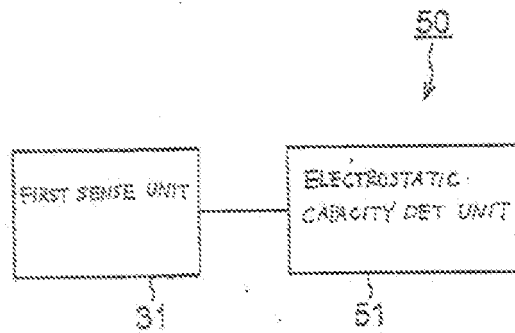 50
FIRST SENSE UNIT
ELECTROSTATIC
CAPACITY DET UNIT
31
51